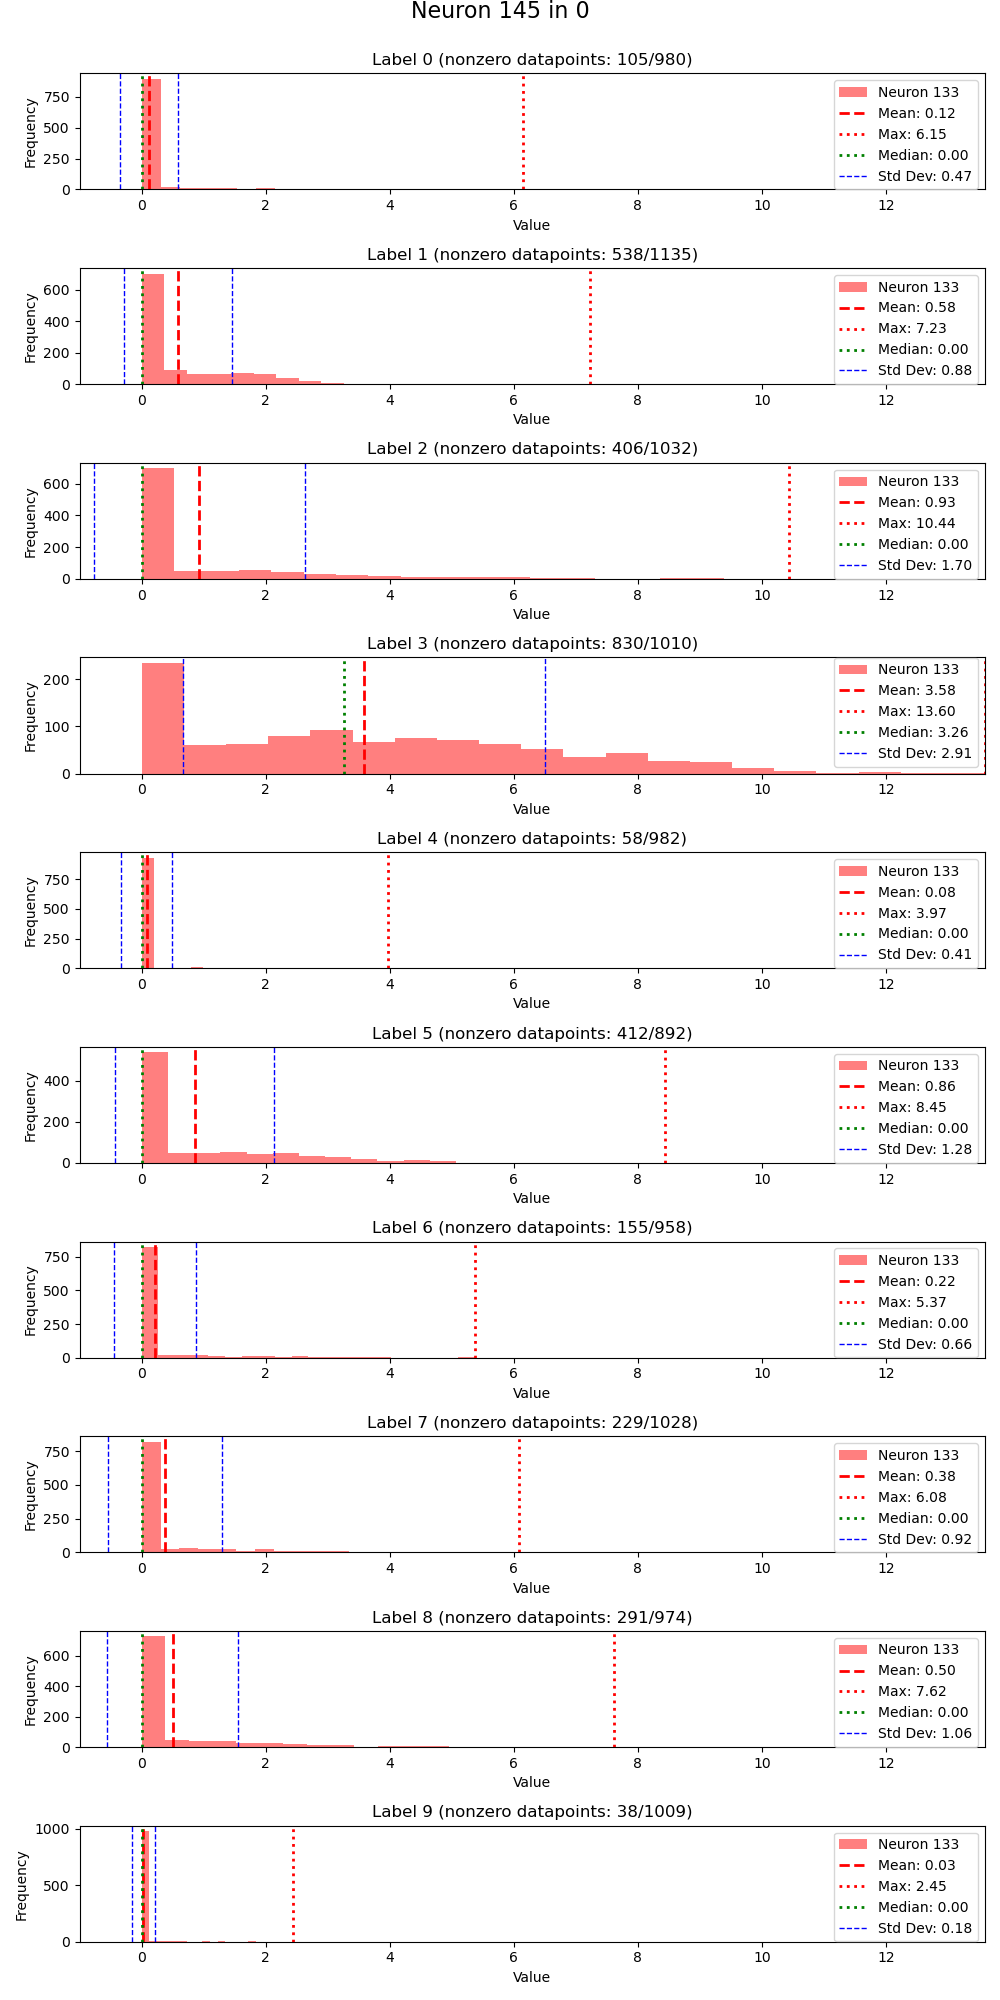 Neuron 145 in 0
Label 0 (nonzero datapoints: 105/980)
Frequency
750
500
250
0
Neuron 133
Mean: 0.12
Max: 6.15
Median: 0.00
Std Dev: 0.47
0 2 4 6 8 10 12
Value
Label 1 (nonzero datapoints: 538/1135)
Frequency
600
400
200
0
Neuron 133
Mean: 0.58
Max: 7.23
Median: 0.00
Std Dev: 0.88
0 2 4 6 8 10 12
Value
Label 2 (nonzero datapoints: 406/1032)
Frequency
600
400
200
0
Neuron 133
Mean: 0.93
Max: 10.44
Median: 0.00
Std Dev: 1.70
0 2 4 6 8 10 12
Value
Label 3 (nonzero datapoints: 830/1010)
Frequency
200
100
0
Neuron 133
Mean: 3.58
Max: 13.60
Median: 3.26
Std Dev: 2.91
0 2 4 6 8 10 12
Value
Label 4 (nonzero datapoints: 58/982)
Frequency
750
500
250
0
Neuron 133
Mean: 0.08
Max: 3.97
Median: 0.00
Std Dev: 0.41
0 2 4 6 8 10 12
Value
Label 5 (nonzero datapoints: 412/892)
Frequency
400
200
0
Neuron 133
Mean: 0.86
Max: 8.45
Median: 0.00
Std Dev: 1.28
0 2 4 6 8 10 12
Value
Label 6 (nonzero datapoints: 155/958)
Frequency
750
500
250
0
Neuron 133
Mean: 0.22
Max: 5.37
Median: 0.00
Std Dev: 0.66
0 2 4 6 8 10 12
Value
Label 7 (nonzero datapoints: 229/1028)
Frequency
750
500
250
0
Neuron 133
Mean: 0.38
Max: 6.08
Median: 0.00
Std Dev: 0.92
0 2 4 6 8 10 12
Value
Label 8 (nonzero datapoints: 291/974)
Frequency
600
400
200
0
Neuron 133
Mean: 0.50
Max: 7.62
Median: 0.00
Std Dev: 1.06
0 2 4 6 8 10 12
Value
Label 9 (nonzero datapoints: 38/1009)
Frequency
1000
500
0
Neuron 133
Mean: 0.03
Max: 2.45
Median: 0.00
Std Dev: 0.18
0 2 4 6 8 10 12
Value